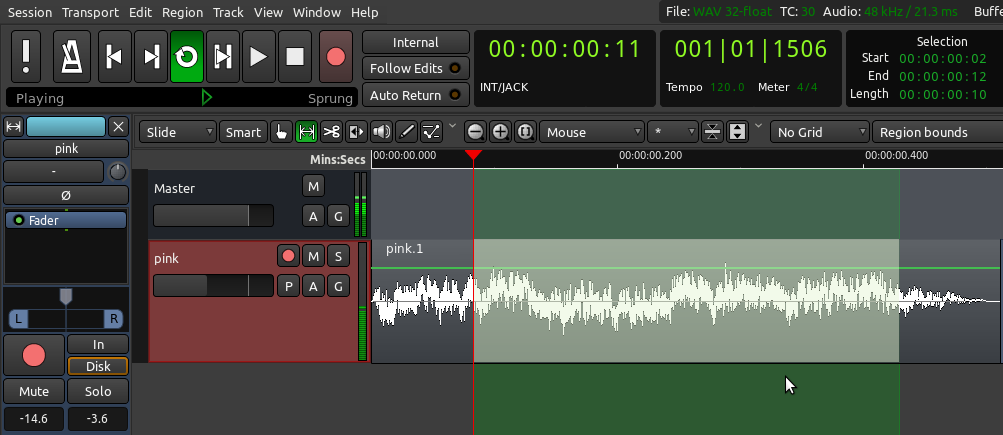 Session Transport Edit Region Track View Window Help
File: WAV 32-float TC: 30 Audio: 48 kHz / 21.3 ms Buffe
Internal
Follow Edits
Auto Return
Playing Sprung
00:00:00:11
INT/JACK
001|01|1506
Tempo 120.0 Meter 4/4
Selection
Start 00:00:00:02
End 00:00:00:12
Length 00:00:00:10
Slide Smart Mouse * No Grid Region bounds
Mins:Secs 00:00:00.000 00:00:00.200 00:00:00.400
pink
-
Ø
Fader
L R
In
Disk
Mute Solo
-14.6 -3.6
Master M
A G
pink M S
P A G
pink.1